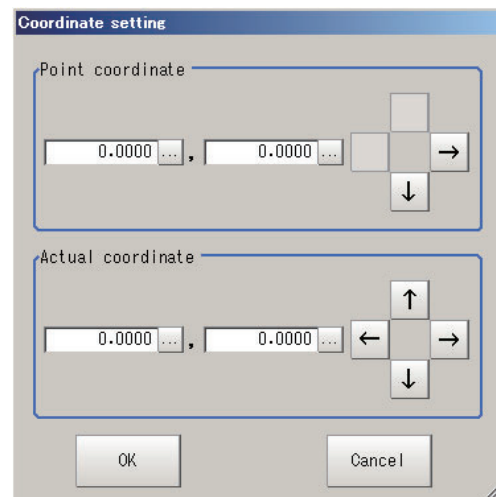 Coordinate setting
Point coordinate
0.0000 ... , 0.0000 ... →
↓
Actual coordinate
↑
0.0000 ... , 0.0000 ... ← →
↓
OK Cancel